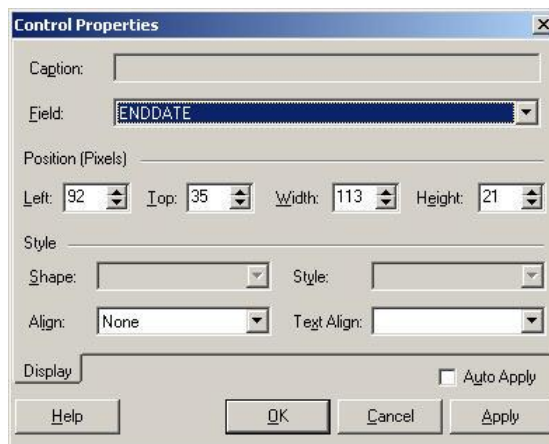 Control Properties
Caption:
Field: ENDDATE
Position (Pixels)
Left: 92 Top: 35 Width: 113 Height: 21
Style
Shape: Style:
Align: None Text Align:
Display
Auto Apply
Help OK Cancel Apply